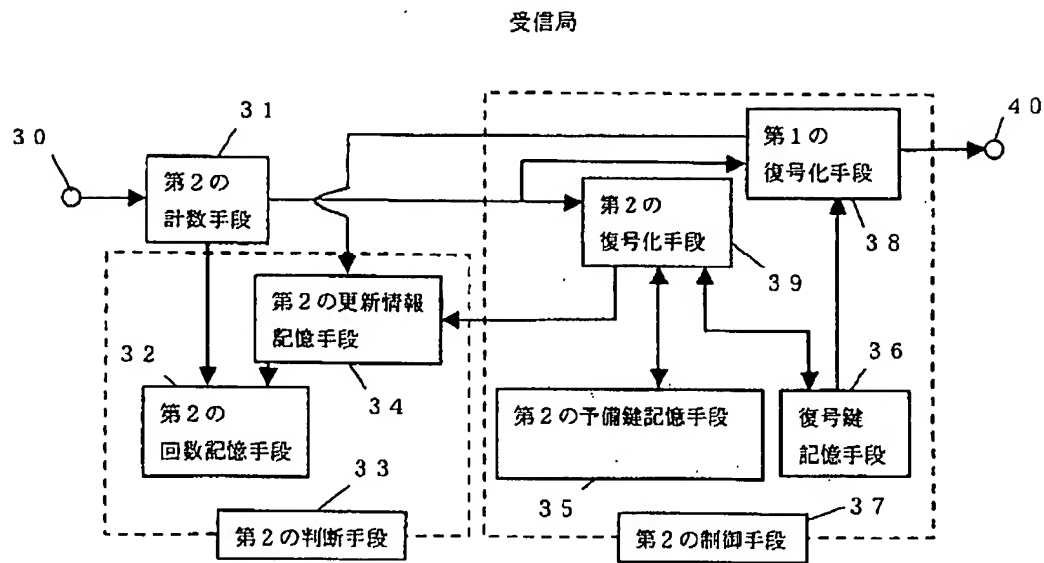 受信局
30
31
第2の
計数手段
第1の
復号化手段
40
38
第2の
復号化手段
39
第2の更新情報
記憶手段
34
32
第2の
回数記憶手段
33
第2の判断手段
第2の予備鍵記憶手段
35
36
復号鍵
記憶手段
37
第2の制御手段